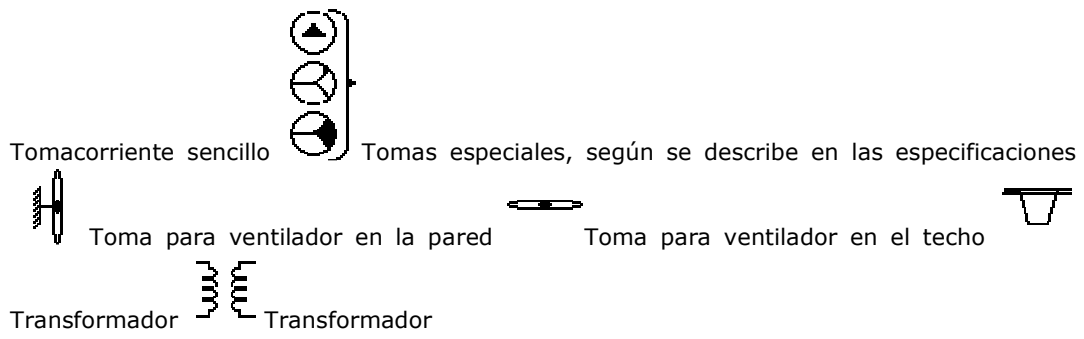 Tomacorriente sencillo Tomas especiales, según se describe en las especificaciones
Toma para ventilador en la pared Toma para ventilador en el techo
Transformador Transformador